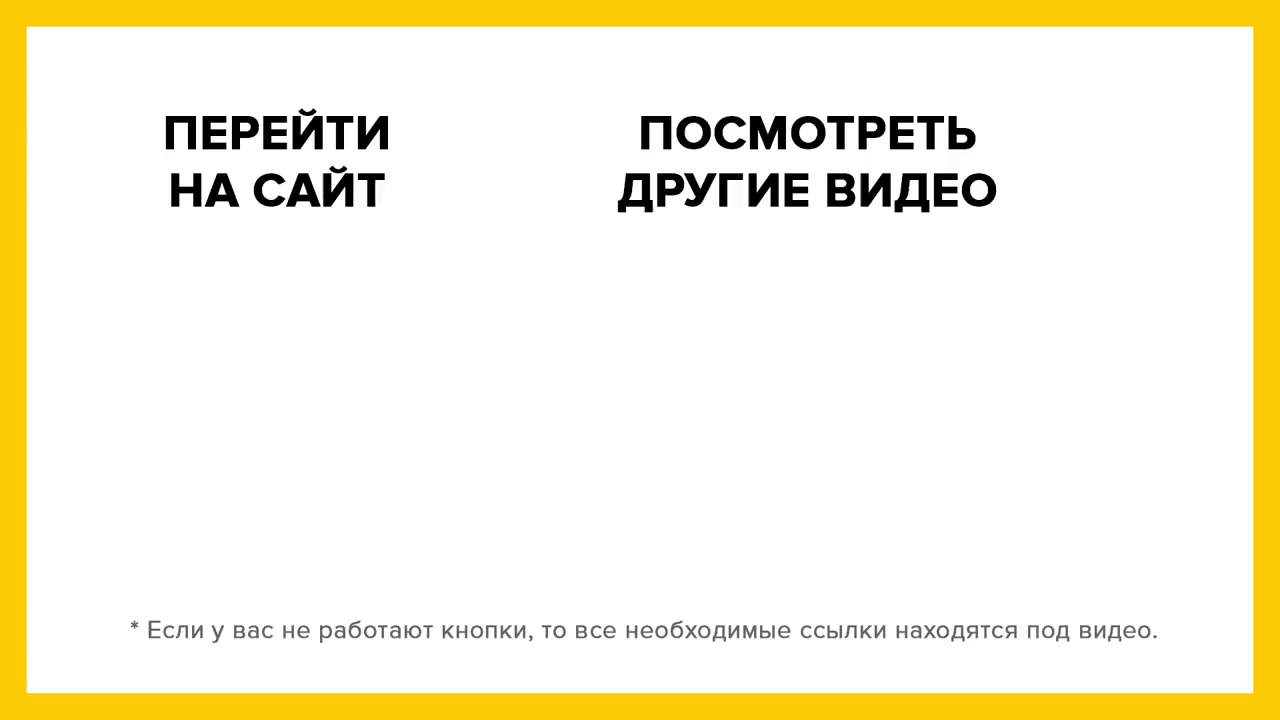 ПЕРЕЙТИ
НА САЙТ
ПОСМОТРЕТЬ
ДРУГИЕ ВИДЕО
* Если у вас не работают кнопки, то все необходимые ссылки находятся под видео.